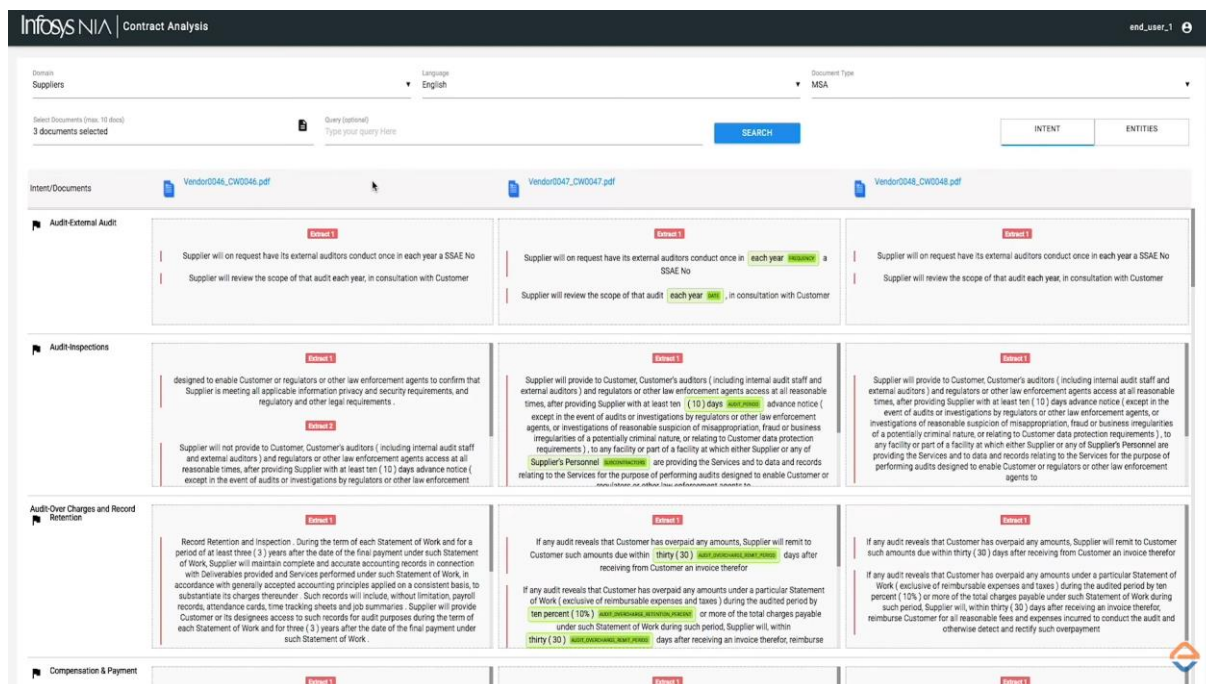 Infosys NIA | Contract Analysis
end_user_1
Domain
Suppliers
Language
English
Document Type
MSA
Select Documents (max. 10 docs)
3 documents selected
Query (optional)
Type your query Here
SEARCH
INTENT
ENTITIES
Intent/Documents
Vendor0046_CW0046.pdf
Vendor0047_CW0047.pdf
Vendor0048_CW0048.pdf
Audit-External Audit
Extract 1
Supplier will on request have its external auditors conduct once in each year a SSAE No
Supplier will review the scope of that audit each year, in consultation with Customer
Extract 1
Supplier will on request have its external auditors conduct once in each year FREQUENCY a
SSAE No
Supplier will review the scope of that audit each year DATE , in consultation with Customer
Extract 1
Supplier will on request have its external auditors conduct once in each year a SSAE No
Supplier will review the scope of that audit each year, in consultation with Customer
Audit-Inspections
Extract 1
designed to enable Customer or regulators or other law enforcement agents to confirm that
Supplier is meeting all applicable information privacy and security requirements, and
regulatory and other legal requirements .
Extract 2
Supplier will not provide to Customer, Customer's auditors ( including internal audit staff
and external auditors ) and regulators or other law enforcement agents access at all
reasonable times, after providing Supplier with at least ten ( 10 ) days advance notice (
except in the event of audits or investigations by regulators or other law enforcement
Extract 1
Supplier will provide to Customer, Customer's auditors ( including internal audit staff and
external auditors ) and regulators or other law enforcement agents access at all reasonable
times, after providing Supplier with at least ten ( 10 ) days AUDIT_PERIOD advance notice (
except in the event of audits or investigations by regulators or other law enforcement
agents, or investigations of reasonable suspicion of misappropriation, fraud or business
irregularities of a potentially criminal nature, or relating to Customer data protection
requirements ) , to any facility or part of a facility at which either Supplier or any of
Supplier's Personnel SUBCONTRACTORS are providing the Services and to data and records
relating to the Services for the purpose of performing audits designed to enable Customer or
regulators or other law enforcement agents to
Extract 1
Supplier will provide to Customer, Customer's auditors ( including internal audit staff and
external auditors ) and regulators or other law enforcement agents access at all reasonable
times, after providing Supplier with at least ten ( 10 ) days advance notice ( except in the
event of audits or investigations by regulators or other law enforcement agents, or
investigations of reasonable suspicion of misappropriation, fraud or business irregularities
of a potentially criminal nature, or relating to Customer data protection requirements ) , to
any facility or part of a facility at which either Supplier or any of Supplier's Personnel are
providing the Services and to data and records relating to the Services for the purpose of
performing audits designed to enable Customer or regulators or other law enforcement
agents to
Audit-Over Charges and Record
Retention
Extract 1
Record Retention and Inspection . During the term of each Statement of Work and for a
period of at least three ( 3 ) years after the date of the final payment under such Statement
of Work, Supplier will maintain complete and accurate accounting records in connection
with Deliverables provided and Services performed under such Statement of Work, in
accordance with generally accepted accounting principles applied on a consistent basis, to
substantiate its charges thereunder . Such records will include, without limitation, payroll
records, attendance cards, time tracking sheets and job summaries . Supplier will provide
Customer or its designees access to such records for audit purposes during the term of
each Statement of Work and for three ( 3 ) years after the date of the final payment under
such Statement of Work .
Extract 1
If any audit reveals that Customer has overpaid any amounts, Supplier will remit to
Customer such amounts due within thirty ( 30 ) AUDIT_OVERCHARGE_REMIT_PERIOD days after
receiving from Customer an invoice therefor
If any audit reveals that Customer has overpaid any amounts under a particular Statement
of Work ( exclusive of reimbursable expenses and taxes ) during the audited period by
ten percent ( 10% ) AUDIT_OVERCHARGE_RETENTION_PERCENT or more of the total charges payable
under such Statement of Work during such period, Supplier will, within
thirty ( 30 ) AUDIT_OVERCHARGE_REMIT_PERIOD days after receiving an invoice therefor, reimburse
Extract 1
If any audit reveals that Customer has overpaid any amounts, Supplier will remit to Customer
such amounts due within thirty ( 30 ) days after receiving from Customer an invoice therefor
If any audit reveals that Customer has overpaid any amounts under a particular Statement of
Work ( exclusive of reimbursable expenses and taxes ) during the audited period by ten
percent ( 10% ) or more of the total charges payable under such Statement of Work during
such period, Supplier will, within thirty ( 30 ) days after receiving an invoice therefor,
reimburse Customer for all reasonable fees and expenses incurred to conduct the audit and
otherwise detect and rectify such overpayment
Compensation & Payment
Extract 1
Extract 1
Extract 1